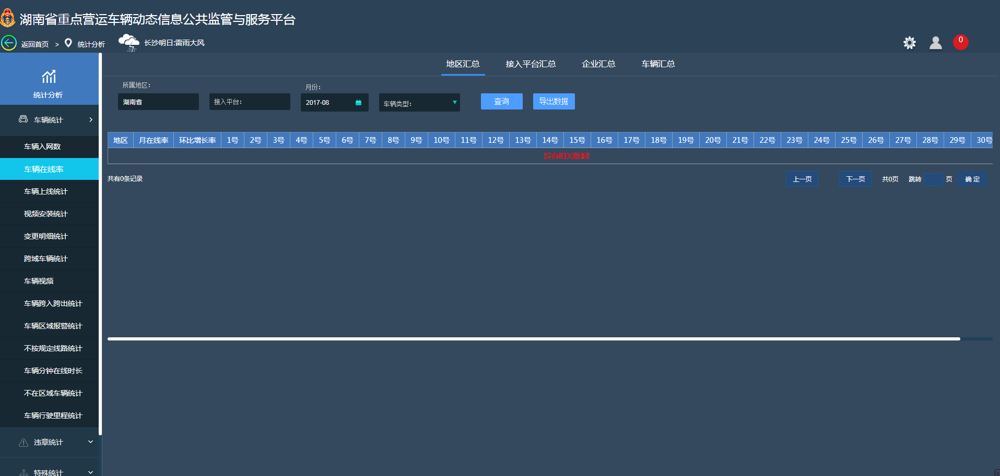 湖南省重点营运车辆动态信息公共监管与服务平台
返回首页 > 统计分析 长沙明日:雷雨大风
0
统计分析
车辆统计
车辆入网数
车辆在线率
车辆上线统计
视频安装统计
变更明细统计
跨域车辆统计
车辆视频
车辆跨入跨出统计
车辆区域报警统计
不按规定线路统计
车辆分钟在线时长
不在区域车辆统计
车辆行驶里程统计
违章统计
特殊统计
地区汇总 接入平台汇总 企业汇总 车辆汇总
所属地区: 月份:
湖南省 接入平台: 2017-08 车辆类型: 查询 导出数据
地区 月在线率 环比增长率 1号 2号 3号 4号 5号 6号 7号 8号 9号 10号 11号 12号 13号 14号 15号 16号 17号 18号 19号 20号 21号 22号 23号 24号 25号 26号 27号 28号 29号 30号
没有相关数据!
共有0条记录 上一页 下一页 共0页 跳转 页 确 定